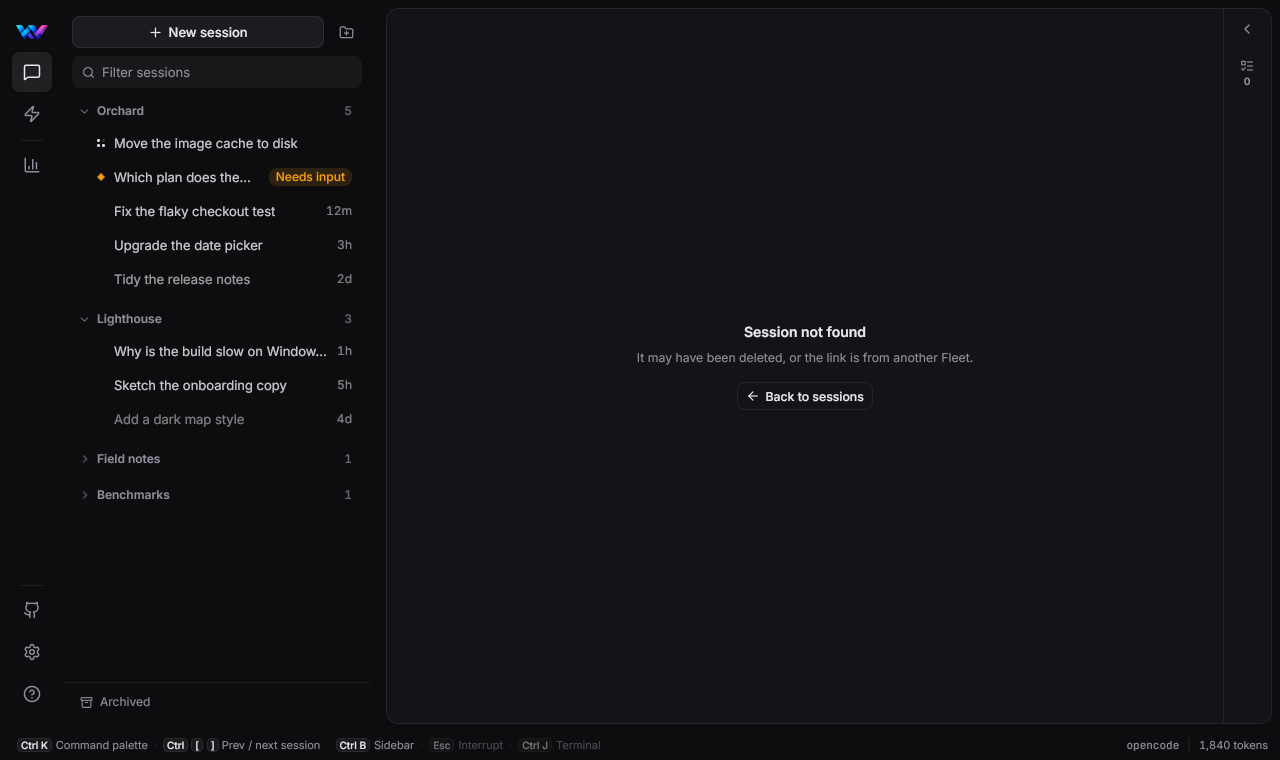 New session
Filter sessions
Orchard 5
Move the image cache to disk
Which plan does the... Needs input
Fix the flaky checkout test 12m
Upgrade the date picker 3h
Tidy the release notes 2d
Lighthouse 3
Why is the build slow on Window... 1h
Sketch the onboarding copy 5h
Add a dark map style 4d
Field notes 1
Benchmarks 1
Archived
0
Session not found
It may have been deleted, or the link is from another Fleet.
Back to sessions
Ctrl K Command palette · Ctrl [ ] Prev / next session · Ctrl B Sidebar · Esc Interrupt · Ctrl J Terminal
opencode | 1,840 tokens